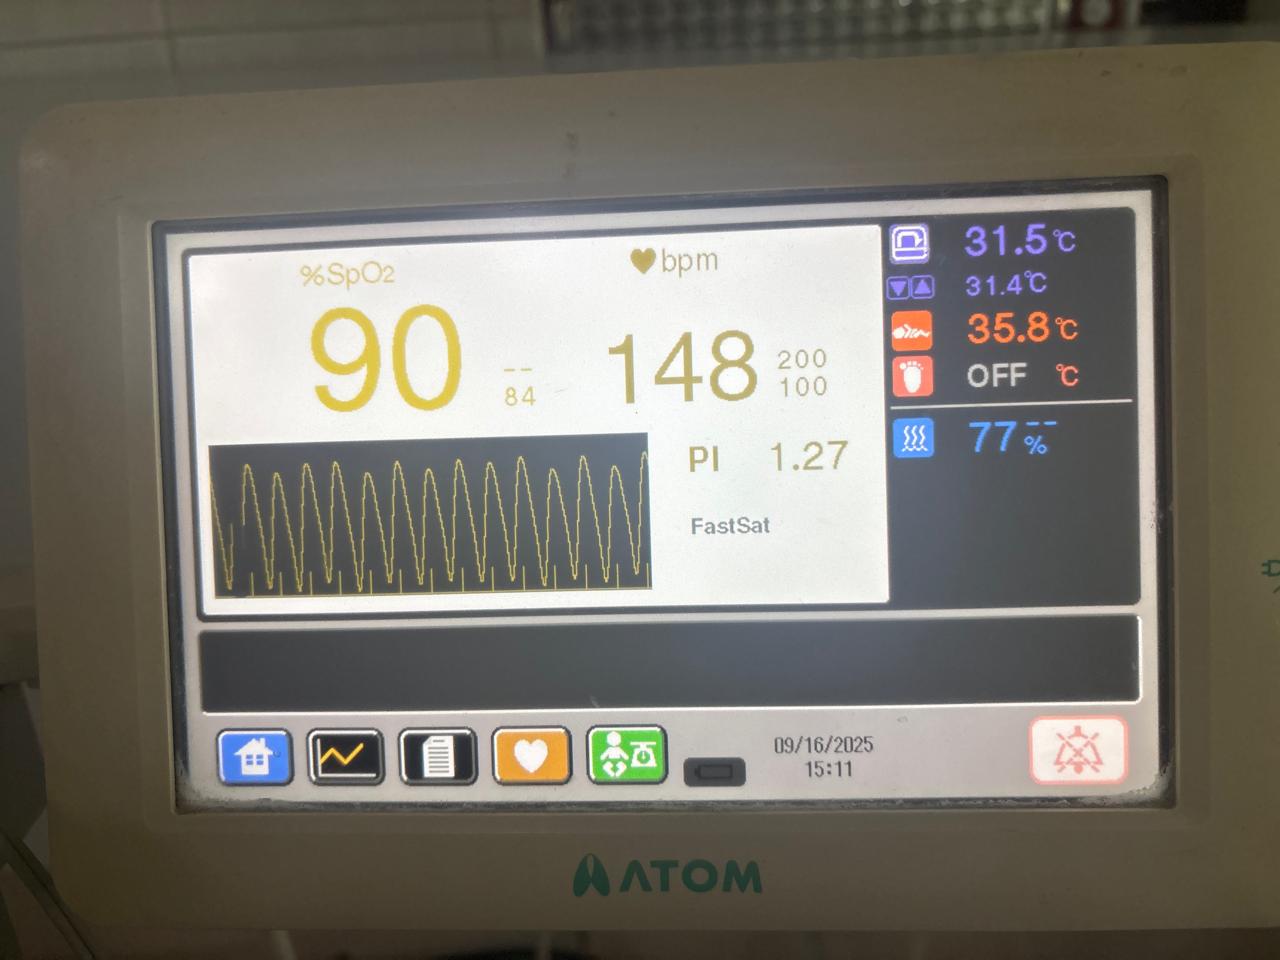 %SpO2
90
--
84
♥bpm
148
200
100
PI 1.27
FastSat
31.5℃
31.4℃
35.8℃
OFF ℃
77 -- %
09/16/2025
15:11
ATOM